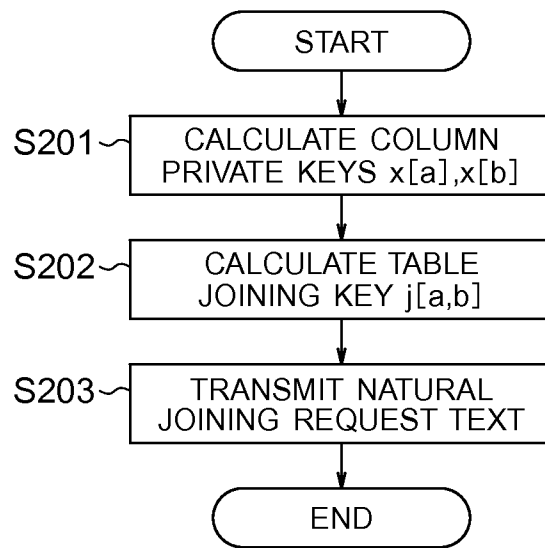 START
S201
CALCULATE COLUMN
PRIVATE KEYS x[a],x[b]
S202
CALCULATE TABLE
JOINING KEY j[a,b]
S203
TRANSMIT NATURAL
JOINING REQUEST TEXT
END